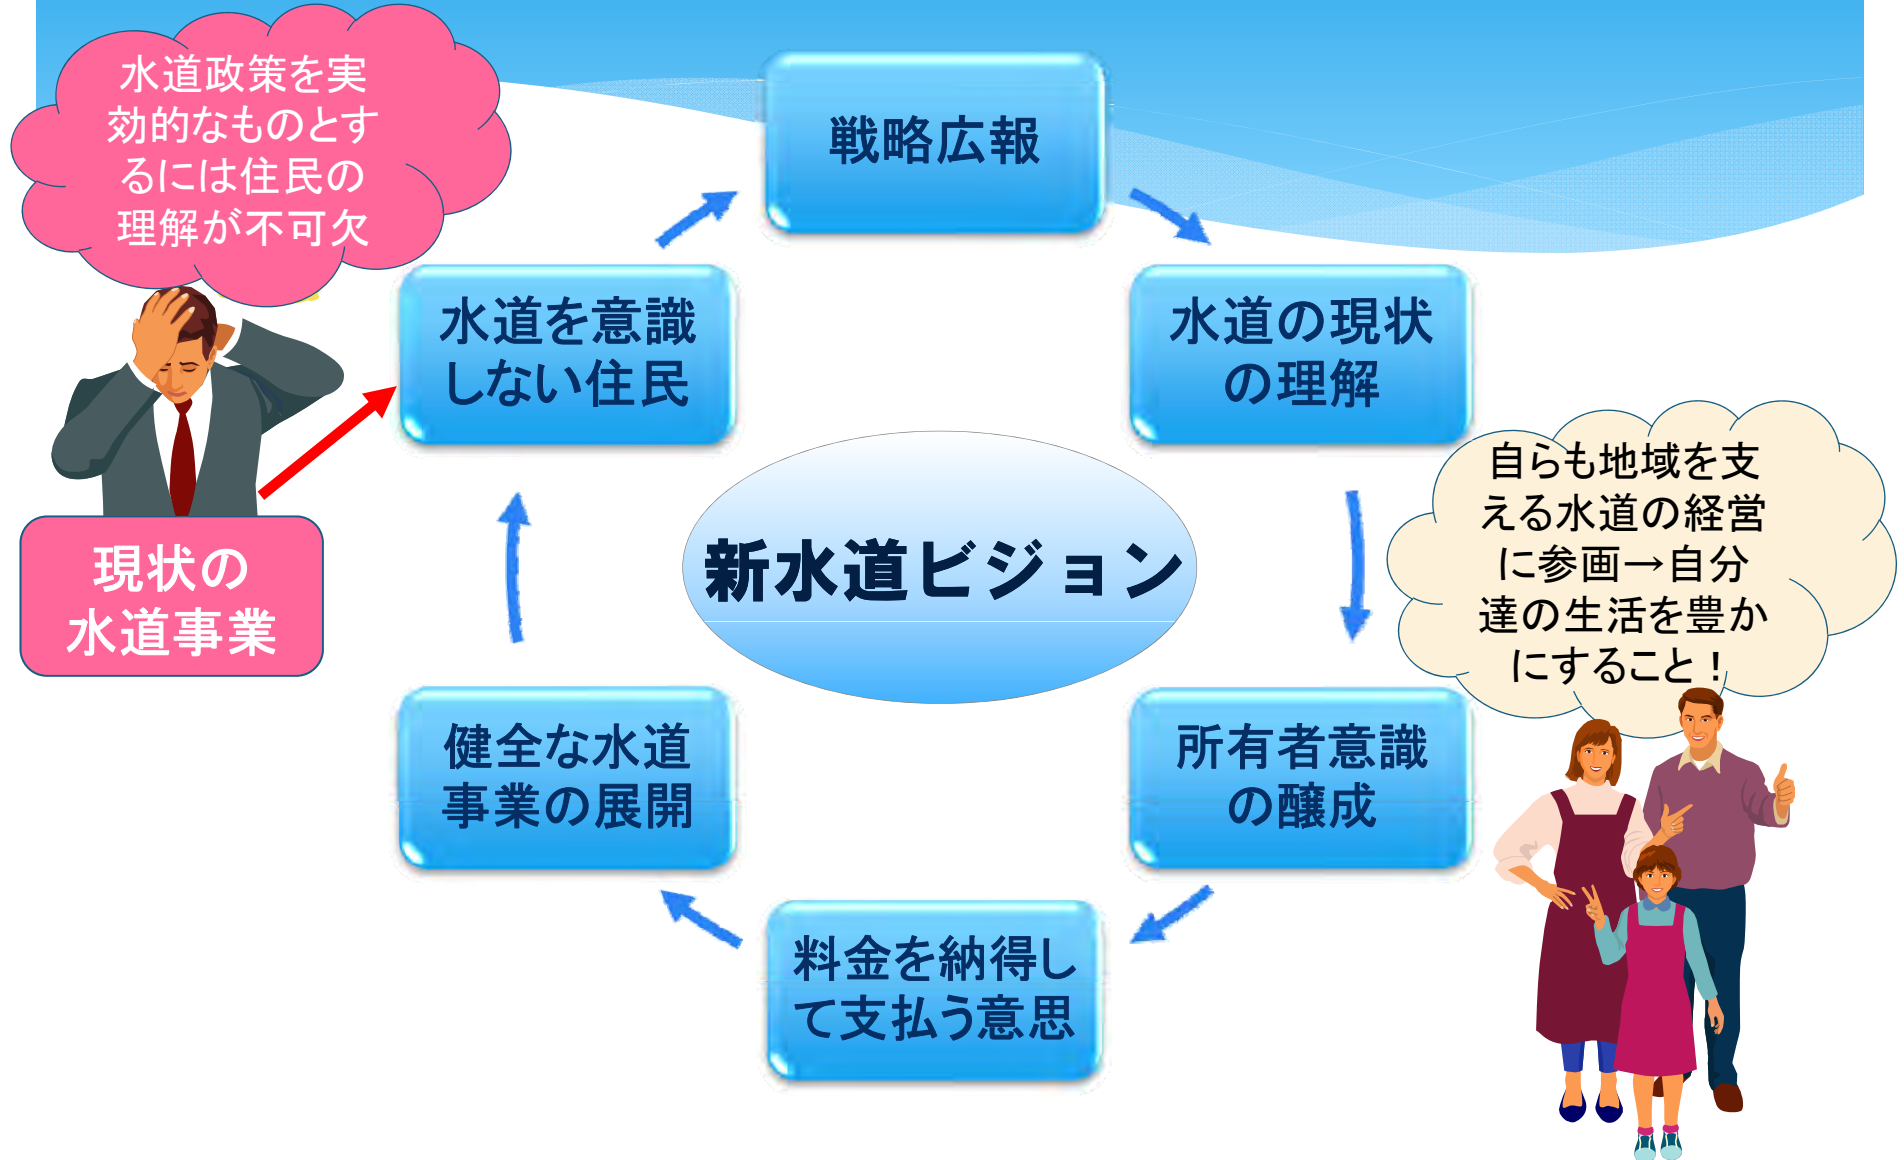 水道政策を実
効的なものとす
るには住民の
理解が不可欠
戦略広報
水道を意識
しない住民
水道の現状
の理解
自らも地域を支
える水道の経営
に参画→自分
達の生活を豊か
にすること！
新水道ビジョン
現状の
水道事業
健全な水道
事業の展開
所有者意識
の醸成
料金を納得し
て支払う意思